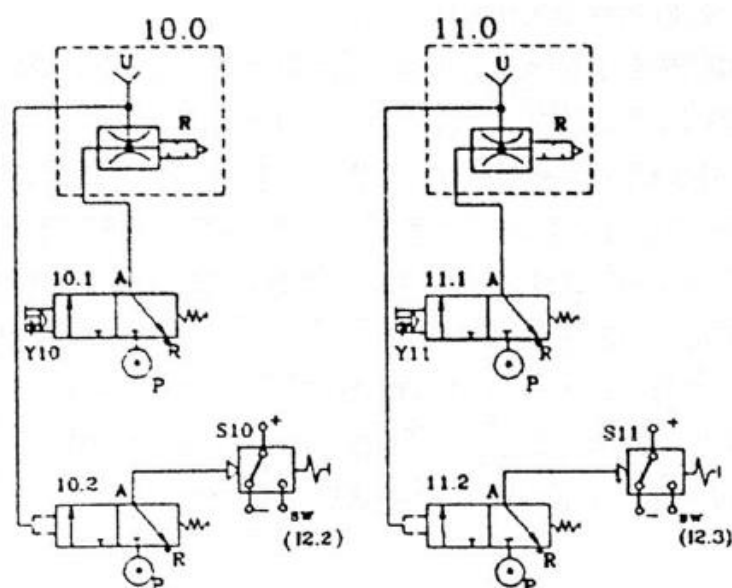 10.0
U
R
10.1
A
Y10
R
P
S10
+
10.2
A
−
sw
(12.2)
R
P
11.0
U
R
11.1
A
Y11
R
P
S11
+
11.2
A
−
sw
(12.3)
R
P